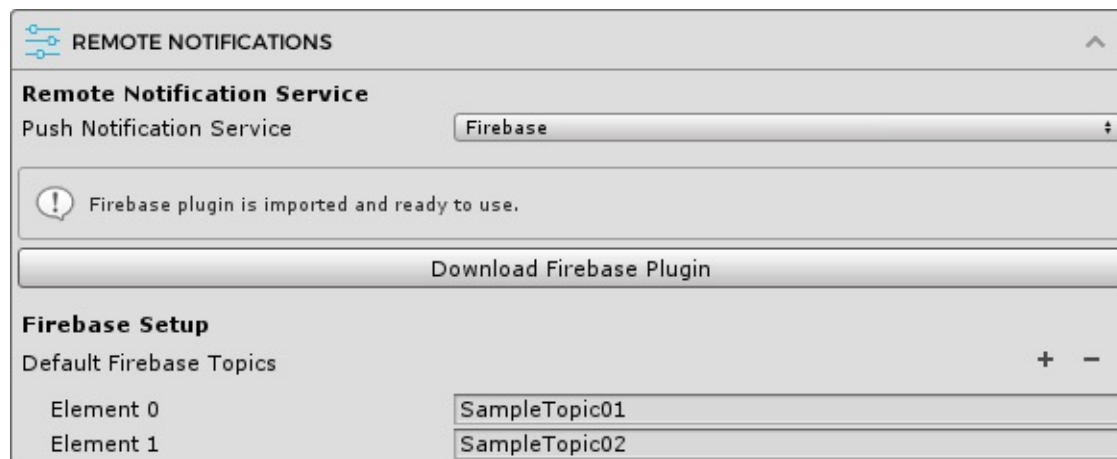 REMOTE NOTIFICATIONS
Remote Notification Service
Push Notification Service Firebase
Firebase plugin is imported and ready to use.
Download Firebase Plugin
Firebase Setup
Default Firebase Topics + −
Element 0 SampleTopic01
Element 1 SampleTopic02